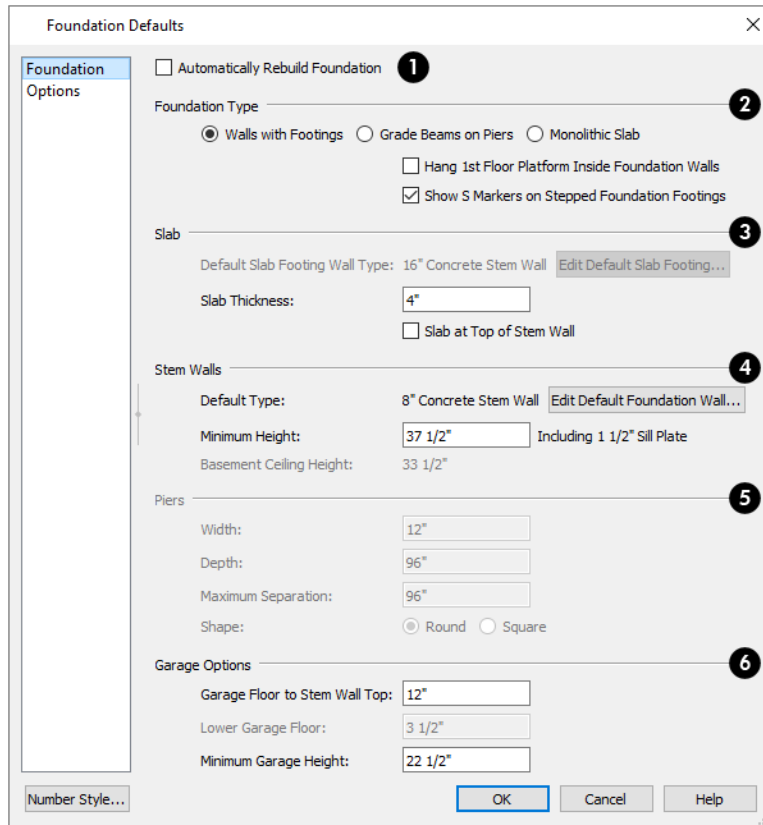 Foundation Defaults
Foundation
Options
Automatically Rebuild Foundation 1
Foundation Type 2
Walls with Footings Grade Beams on Piers Monolithic Slab
Hang 1st Floor Platform Inside Foundation Walls
Show S Markers on Stepped Foundation Footings
Slab 3
Default Slab Footing Wall Type: 16" Concrete Stem Wall Edit Default Slab Footing...
Slab Thickness: 4"
Slab at Top of Stem Wall
Stem Walls 4
Default Type: 8" Concrete Stem Wall Edit Default Foundation Wall...
Minimum Height: 37 1/2" Including 1 1/2" Sill Plate
Basement Ceiling Height: 33 1/2"
Piers 5
Width: 12"
Depth: 96"
Maximum Separation: 96"
Shape: Round Square
Garage Options 6
Garage Floor to Stem Wall Top: 12"
Lower Garage Floor: 3 1/2"
Minimum Garage Height: 22 1/2"
Number Style... OK Cancel Help